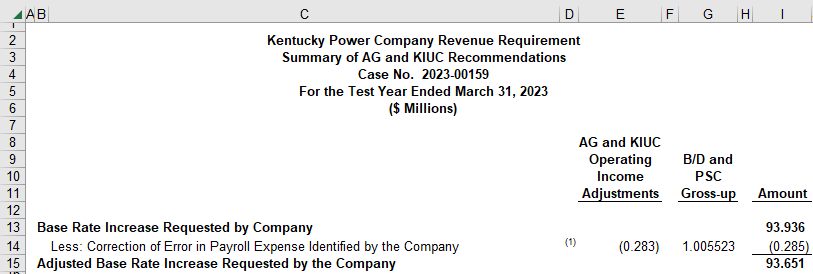 A B C D E F G H I
1
2 Kentucky Power Company Revenue Requirement
3 Summary of AG and KIUC Recommendations
4 Case No. 2023-00159
5 For the Test Year Ended March 31, 2023
6 ($ Millions)
7
8 AG and KIUC
9 Operating B/D and
10 Income PSC
11 Adjustments Gross-up Amount
12
13 Base Rate Increase Requested by Company 93.936
14 Less: Correction of Error in Payroll Expense Identified by the Company (1) (0.283) 1.005523 (0.285)
15 Adjusted Base Rate Increase Requested by the Company 93.651